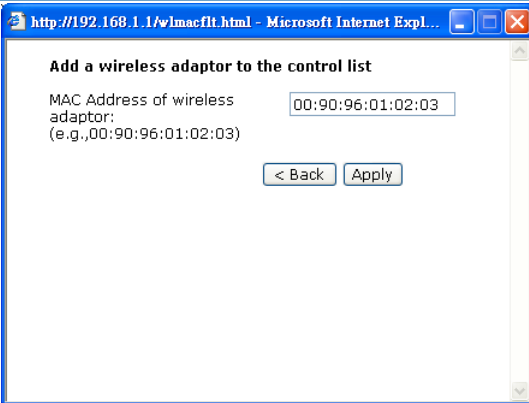 http://192.168.1.1/wlmacflt.html - Microsoft Internet Expl...
Add a wireless adaptor to the control list
MAC Address of wireless
adaptor:
(e.g.,00:90:96:01:02:03)
00:90:96:01:02:03
< Back
Apply